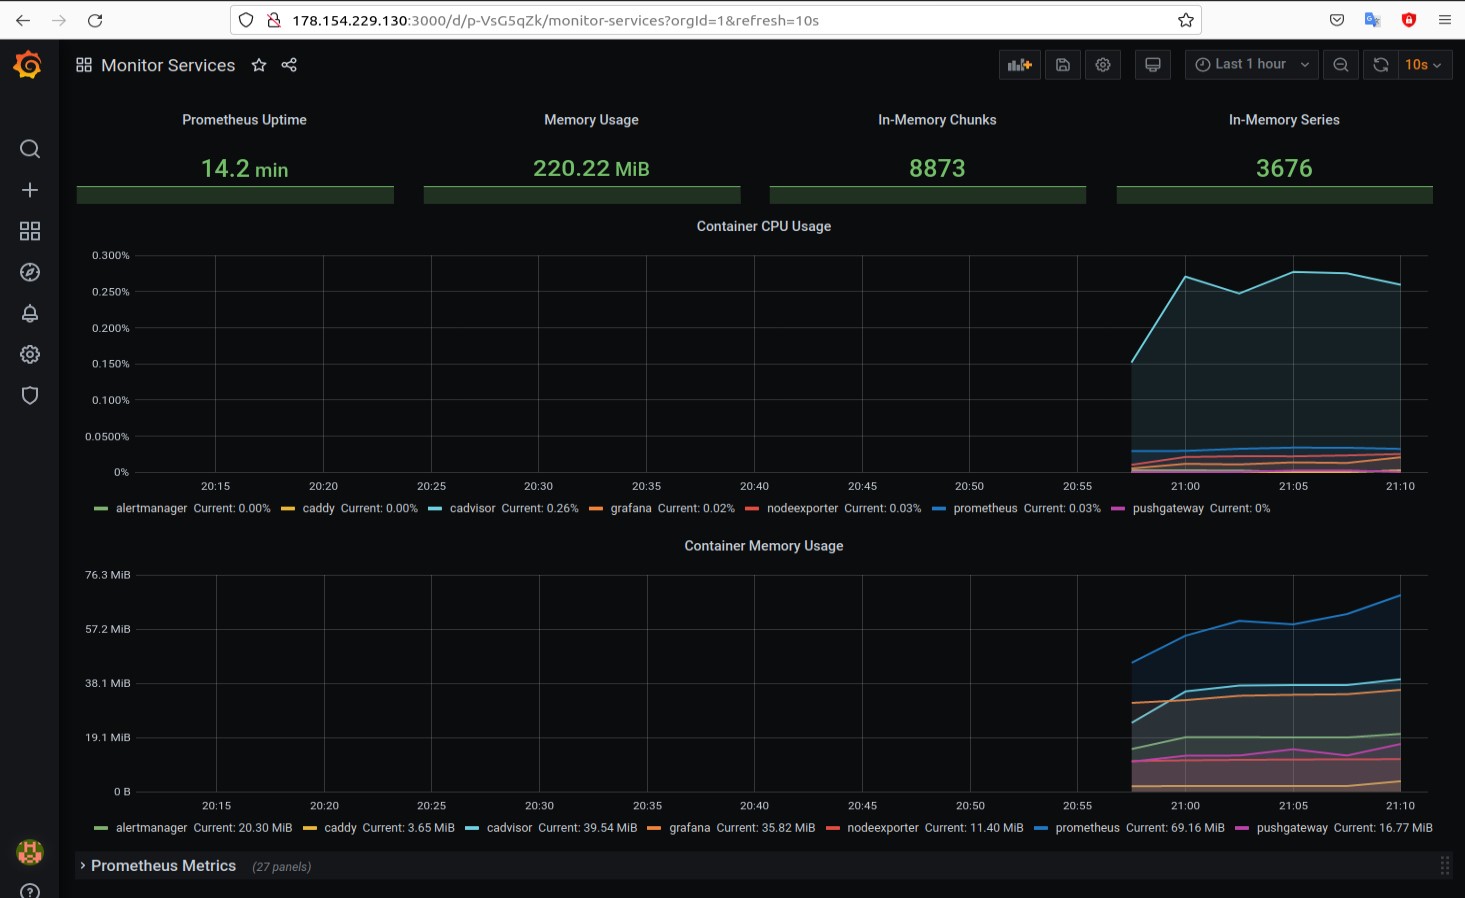 178.154.229.130:3000/d/p-VsG5qZk/monitor-services?orgId=1&refresh=10s
Monitor Services
Last 1 hour
10s
Prometheus Uptime
14.2 min
Memory Usage
220.22 MiB
In-Memory Chunks
8873
In-Memory Series
3676
Container CPU Usage
0.300%
0.250%
0.200%
0.150%
0.100%
0.0500%
0%
20:15 20:20 20:25 20:30 20:35 20:40 20:45 20:50 20:55 21:00 21:05 21:10
alertmanager Current: 0.00% caddy Current: 0.00% cadvisor Current: 0.26% grafana Current: 0.02% nodeexporter Current: 0.03% prometheus Current: 0.03% pushgateway Current: 0%
Container Memory Usage
76.3 MiB
57.2 MiB
38.1 MiB
19.1 MiB
0 B
20:15 20:20 20:25 20:30 20:35 20:40 20:45 20:50 20:55 21:00 21:05 21:10
alertmanager Current: 20.30 MiB caddy Current: 3.65 MiB cadvisor Current: 39.54 MiB grafana Current: 35.82 MiB nodeexporter Current: 11.40 MiB prometheus Current: 69.16 MiB pushgateway Current: 16.77 MiB
Prometheus Metrics (27 panels)